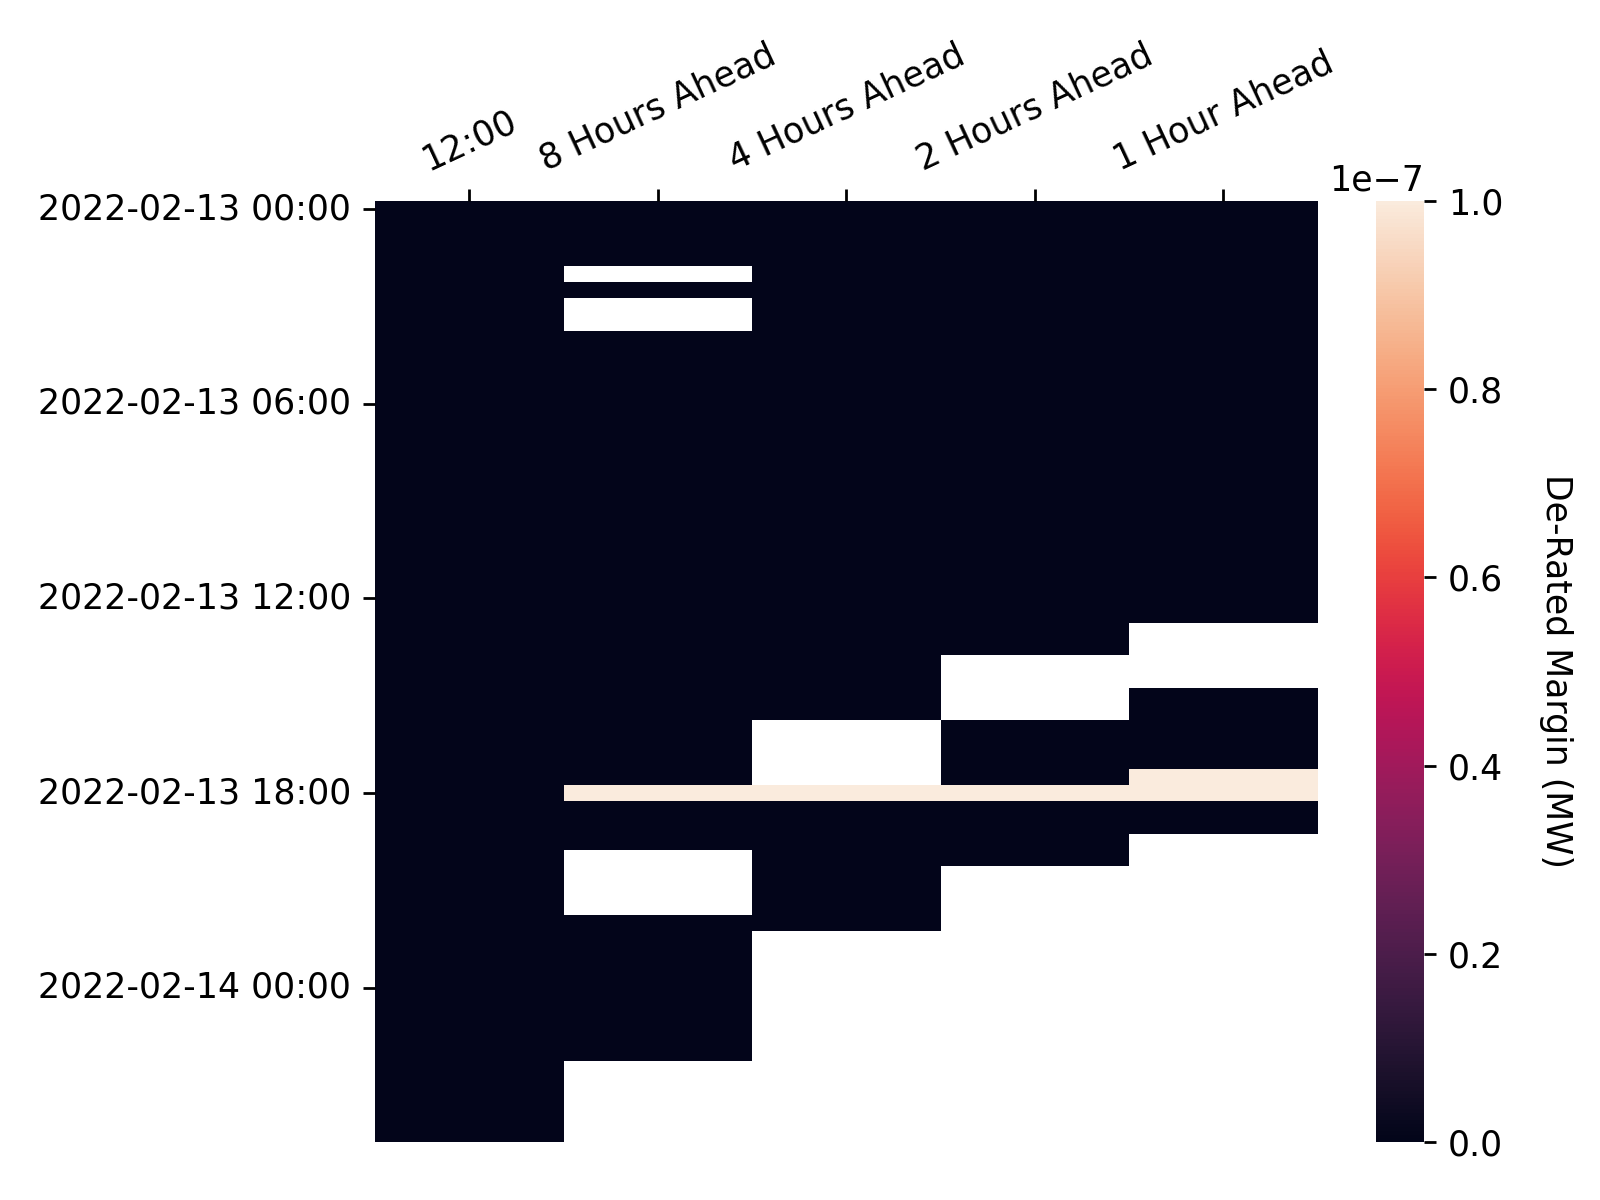 12:00
8 Hours Ahead
4 Hours Ahead
2 Hours Ahead
1 Hour Ahead
2022-02-13 00:00
2022-02-13 06:00
2022-02-13 12:00
2022-02-13 18:00
2022-02-14 00:00
1e−7
1.0
0.8
0.6
0.4
0.2
0.0
De-Rated Margin (MW)